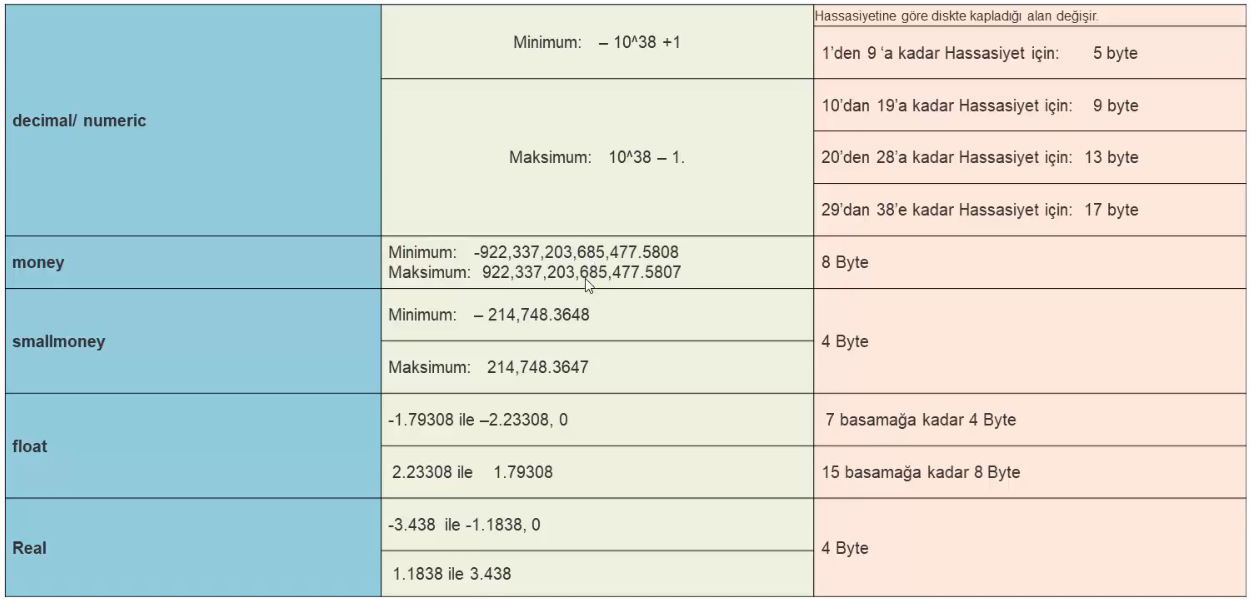 decimal/ numeric
Minimum: – 10^38 +1
Maksimum: 10^38 – 1.
Hassasiyetine göre diskte kapladığı alan değişir.
1’den 9 ‘a kadar Hassasiyet için: 5 byte
10’dan 19’a kadar Hassasiyet için: 9 byte
20’den 28’a kadar Hassasiyet için: 13 byte
29’dan 38’e kadar Hassasiyet için: 17 byte
money
Minimum: -922,337,203,685,477.5808
Maksimum: 922,337,203,685,477.5807
8 Byte
smallmoney
Minimum: – 214,748.3648
Maksimum: 214,748.3647
4 Byte
float
-1.79308 ile –2.23308, 0
7 basamağa kadar 4 Byte
2.23308 ile 1.79308
15 basamağa kadar 8 Byte
Real
-3.438 ile -1.1838, 0
1.1838 ile 3.438
4 Byte